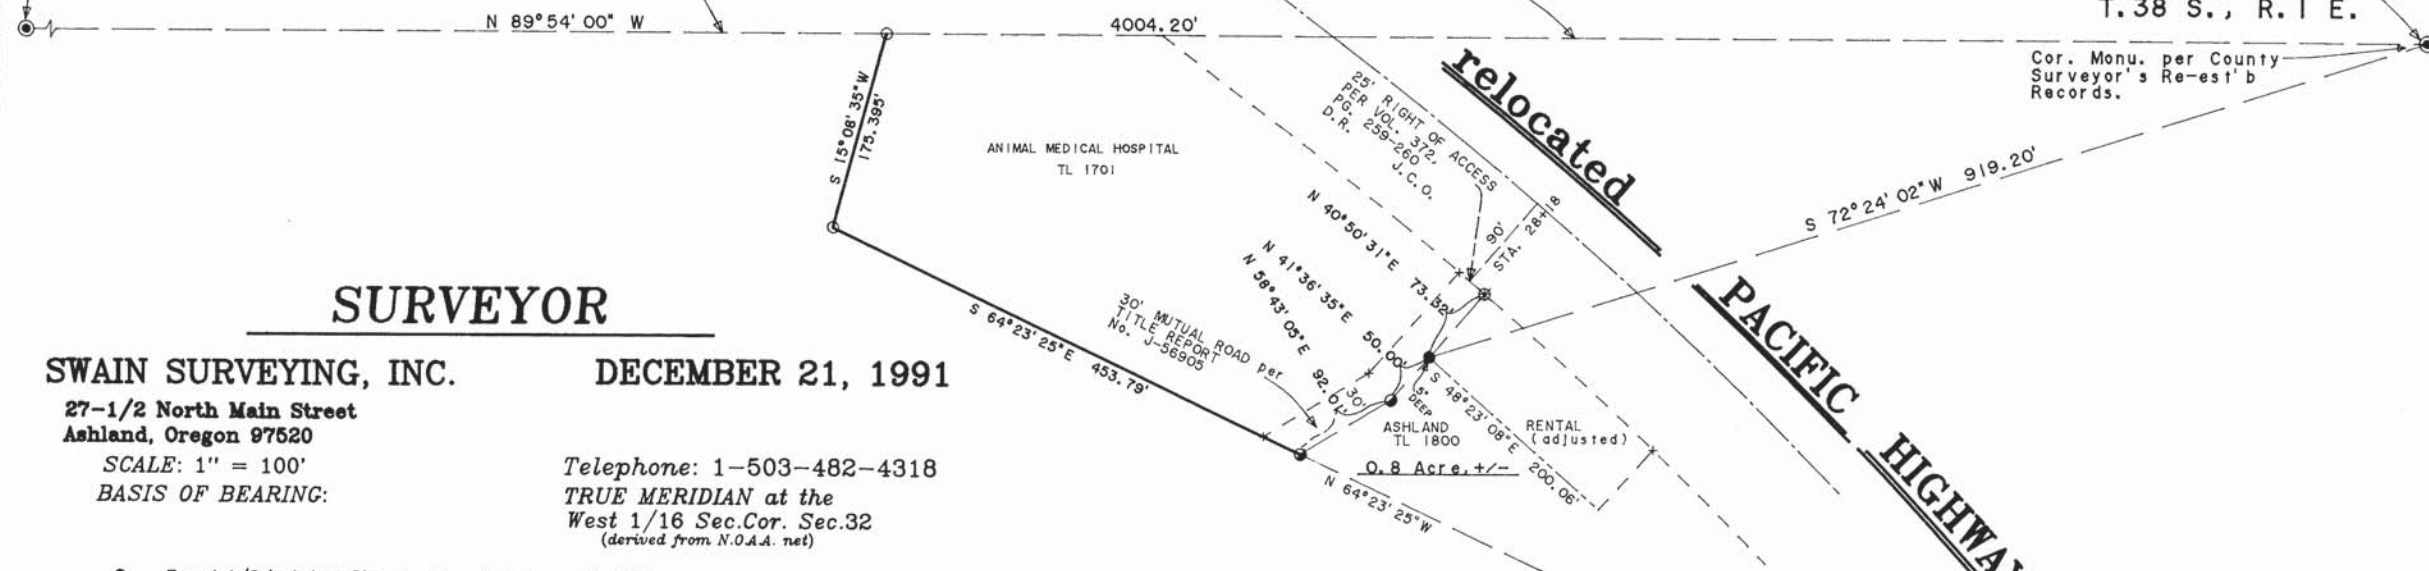 N 89°54'00" W
4004.20'
T.38 S., R.1 E.
Cor. Monu. per County
Surveyor's Re-est'b
Records.
relocated
25' RIGHT OF ACCESS
PER VOL. 372,
PG. 259-260
D.R. J.C.O.
S 15°08'35"W
175.395'
ANIMAL MEDICAL HOSPITAL
TL 1701
90'
STA. 28+18
S 72°24'02"W 919.20'
N 40°50'31"E 73.32'
N 41°36'35"E 50.00'
N 58°43'05"E 92.01'
30'
PACIFIC HIGHWAY
SURVEYOR
S 64°23'25"E 453.79'
30' MUTUAL ROAD per
TITLE REPORT
No. J-56905
5" DEEP
S 48°23'08"E 200.06'
ASHLAND
TL 1800
RENTAL
(adjusted)
0.8 Acre,+/-
N 64°23'25"W
SWAIN SURVEYING, INC.
DECEMBER 21, 1991
27-1/2 North Main Street
Ashland, Oregon 97520
SCALE: 1" = 100'
BASIS OF BEARING:
Telephone: 1-503-482-4318
TRUE MERIDIAN at the
West 1/16 Sec.Cor. Sec.32
(derived from N.O.A.A. net)